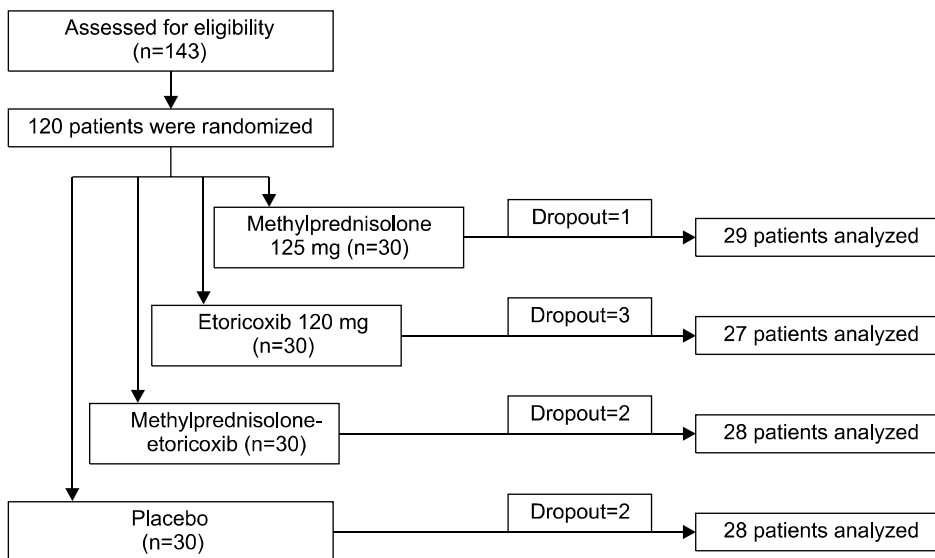 Assessed for eligibility
(n=143)
120 patients were randomized
Methylprednisolone
125 mg (n=30)
Dropout=1
29 patients analyzed
Etoricoxib 120 mg
(n=30)
Dropout=3
27 patients analyzed
Methylprednisolone-
etoricoxib (n=30)
Dropout=2
28 patients analyzed
Placebo
(n=30)
Dropout=2
28 patients analyzed